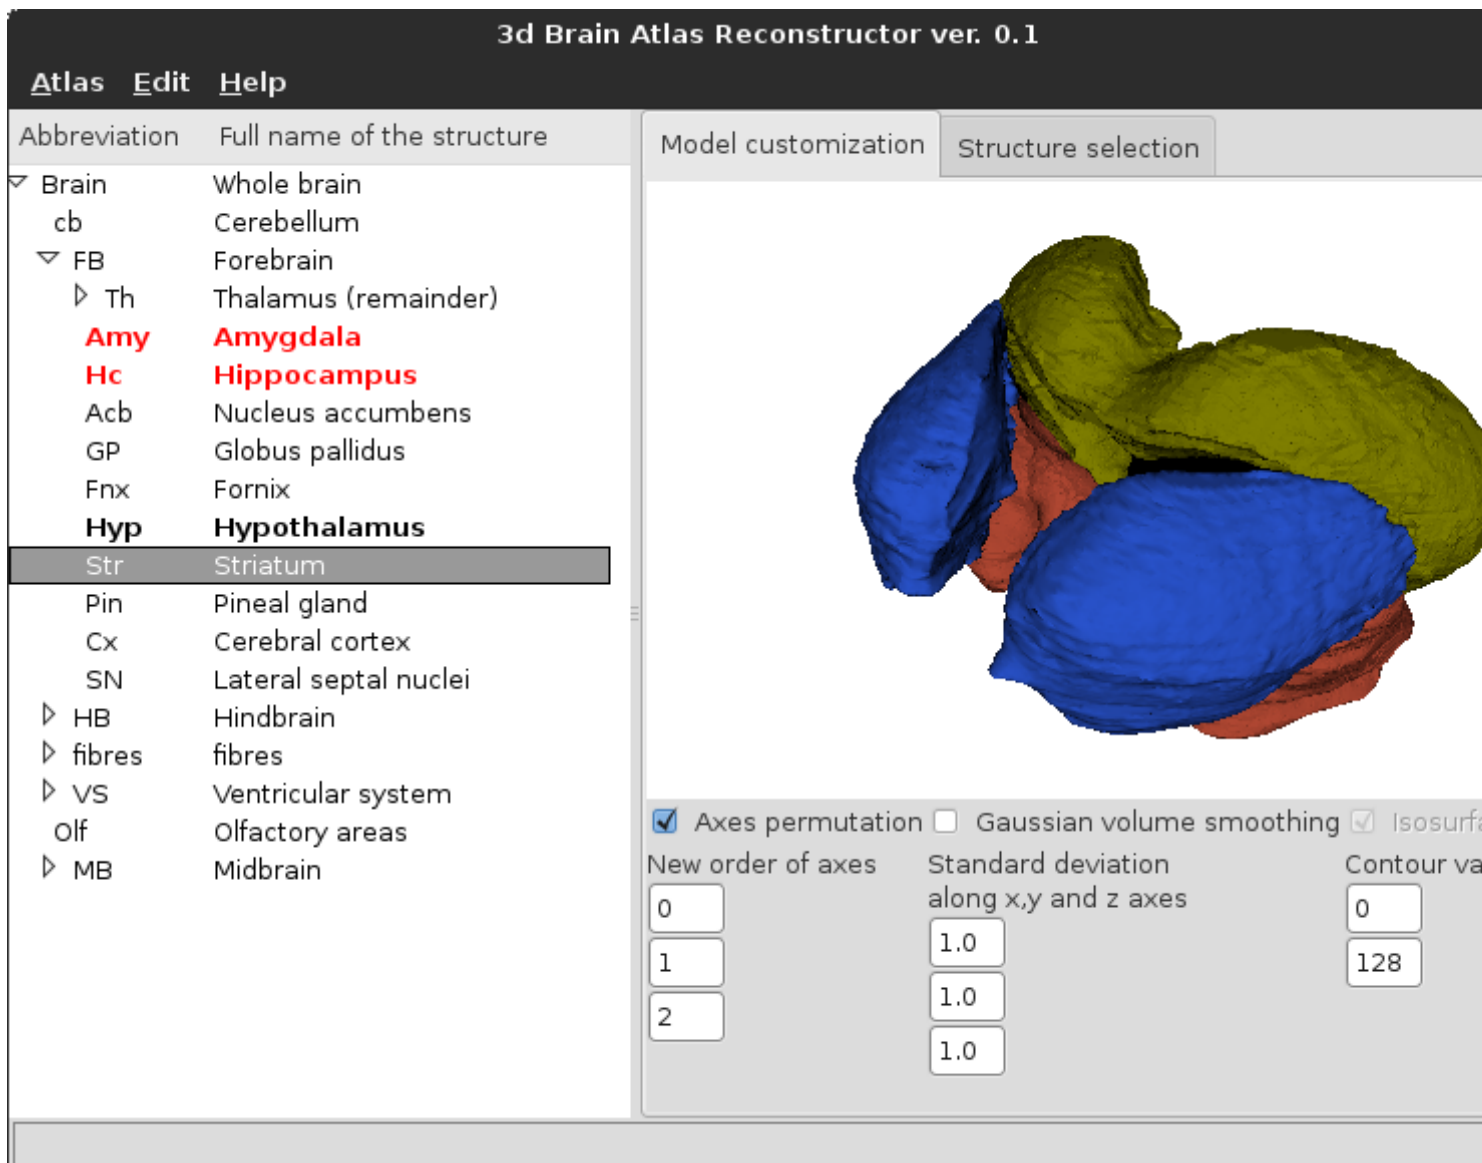 3d Brain Atlas Reconstructor ver. 0.1
Atlas Edit Help
Abbreviation Full name of the structure
Brain Whole brain
cb Cerebellum
FB Forebrain
Th Thalamus (remainder)
Amy Amygdala
Hc Hippocampus
Acb Nucleus accumbens
GP Globus pallidus
Fnx Fornix
Hyp Hypothalamus
Str Striatum
Pin Pineal gland
Cx Cerebral cortex
SN Lateral septal nuclei
HB Hindbrain
fibres fibres
VS Ventricular system
Olf Olfactory areas
MB Midbrain
Model customization Structure selection
Axes permutation Gaussian volume smoothing
New order of axes
0
1
2
Standard deviation
along x,y and z axes
1.0
1.0
1.0
Contour
0
128